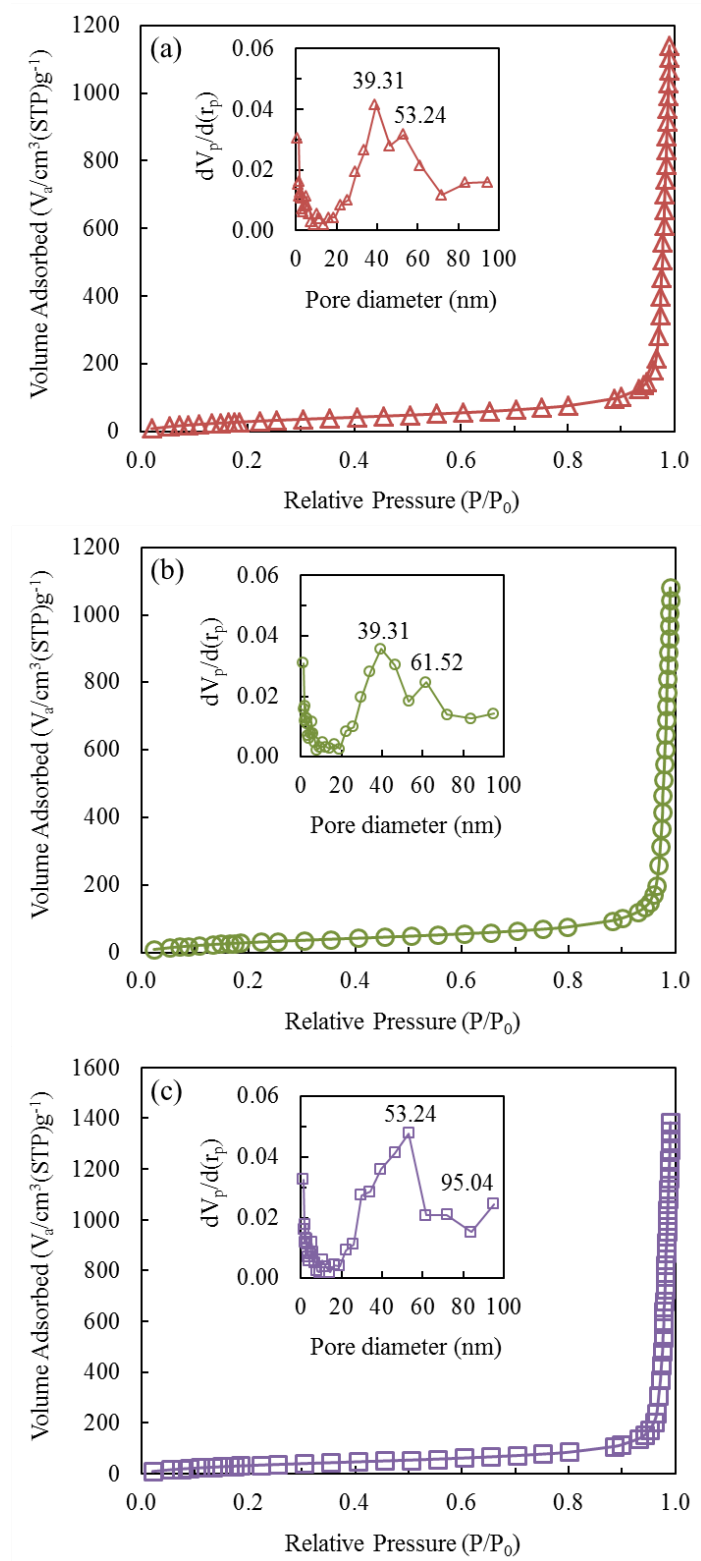 (a)
Volume Adsorbed (Va/cm3(STP)g-1)
1200
1000
800
600
400
200
0
0.0 0.2 0.4 0.6 0.8 1.0
Relative Pressure (P/P0)
dVp/d(rp)
0.06
0.04
0.02
0.00
39.31
53.24
0 20 40 60 80 100
Pore diameter (nm)
(b)
Volume Adsorbed (Va/cm3(STP)g-1)
1200
1000
800
600
400
200
0
0.0 0.2 0.4 0.6 0.8 1.0
Relative Pressure (P/P0)
dVp/d(rp)
0.06
0.04
0.02
0.00
39.31
61.52
0 20 40 60 80 100
Pore diameter (nm)
(c)
Volume Adsorbed (Va/cm3(STP)g-1)
1600
1400
1200
1000
800
600
400
200
0
0.0 0.2 0.4 0.6 0.8 1.0
Relative Pressure (P/P0)
dVp/d(rp)
0.06
0.04
0.02
0.00
53.24
95.04
0 20 40 60 80 100
Pore diameter (nm)